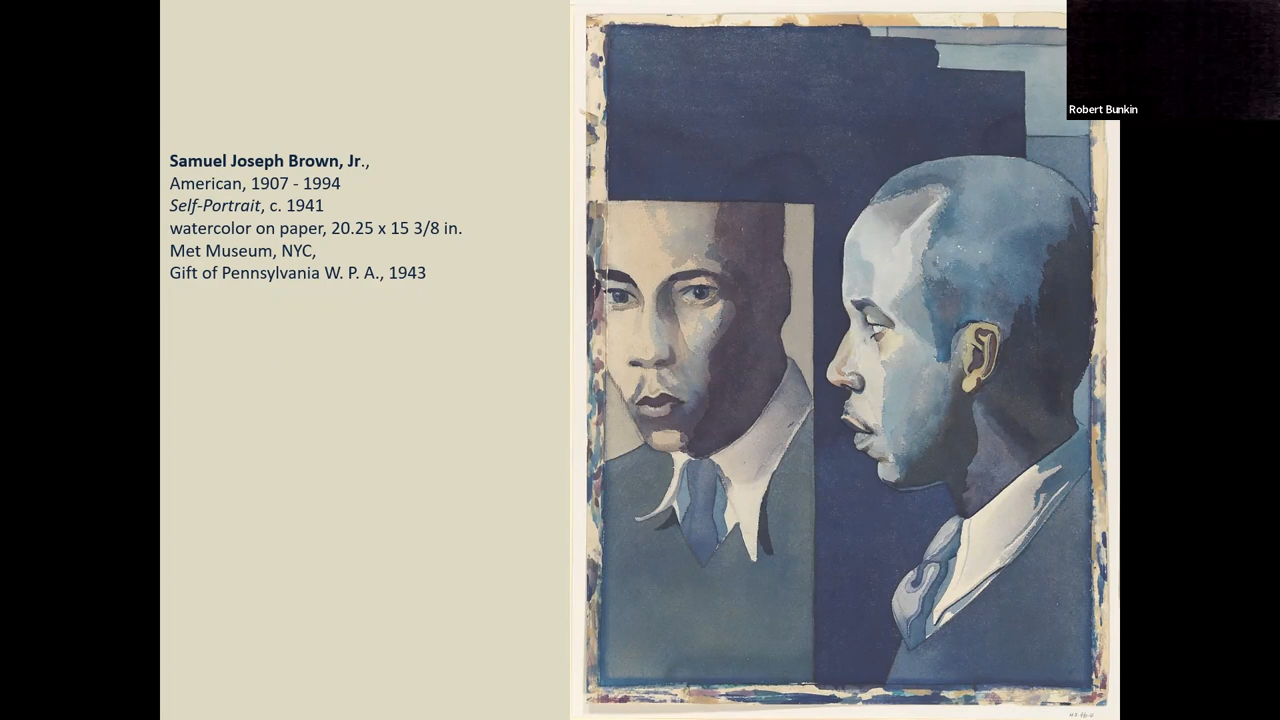 Samuel Joseph Brown, Jr.,
American, 1907 - 1994
Self-Portrait, c. 1941
watercolor on paper, 20.25 x 15 3/8 in.
Met Museum, NYC,
Gift of Pennsylvania W. P. A., 1943
Robert Bunkin